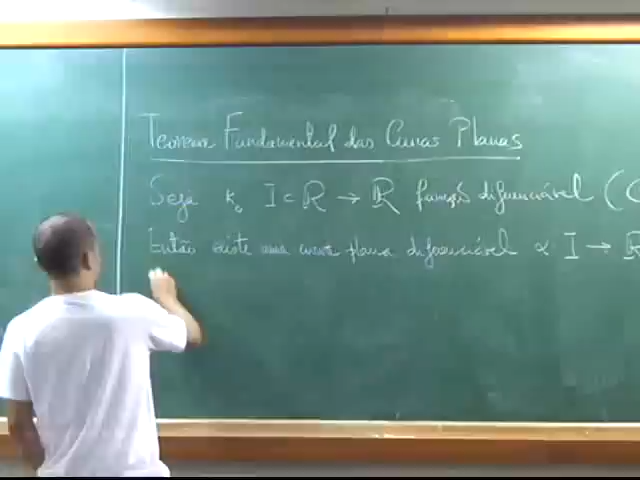 Teorema Fundamental das Curvas Planas
Seja k₀ I ⊂ ℝ → ℝ função diferenciável (C
Então existe uma curva plana diferenciável α I → ℝ